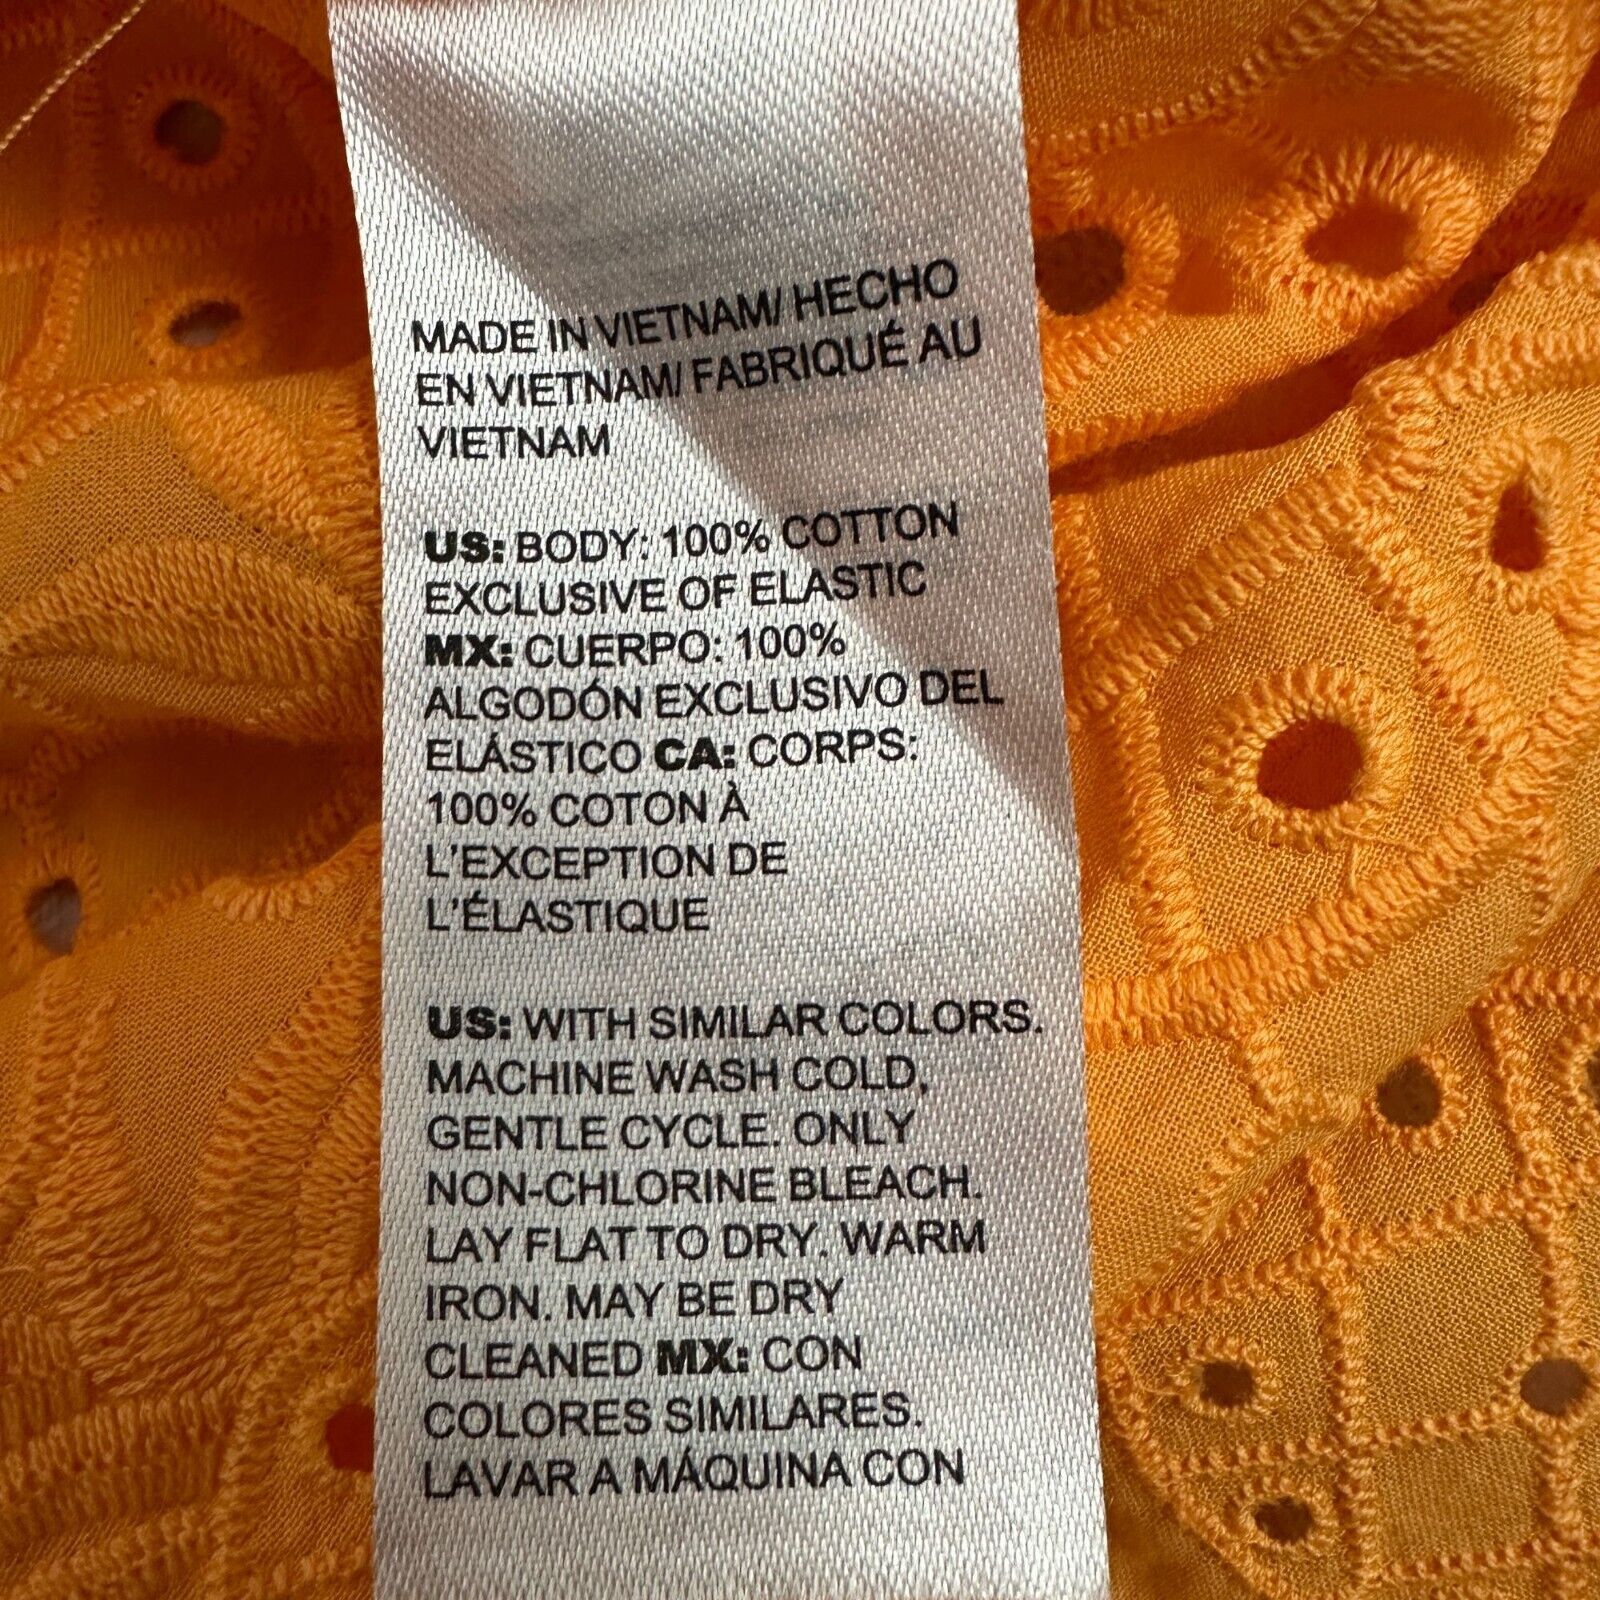 MADE IN VIETNAM/ HECHO
EN VIETNAM/ FABRIQUÉ AU
VIETNAM
US: BODY: 100% COTTON
EXCLUSIVE OF ELASTIC
MX: CUERPO: 100%
ALGODÓN EXCLUSIVO DEL
ELÁSTICO CA: CORPS:
100% COTON À
L'EXCEPTION DE
L'ÉLASTIQUE
US: WITH SIMILAR COLORS.
MACHINE WASH COLD,
GENTLE CYCLE. ONLY
NON-CHLORINE BLEACH.
LAY FLAT TO DRY. WARM
IRON. MAY BE DRY
CLEANED MX: CON
COLORES SIMILARES.
LAVAR A MÁQUINA CON